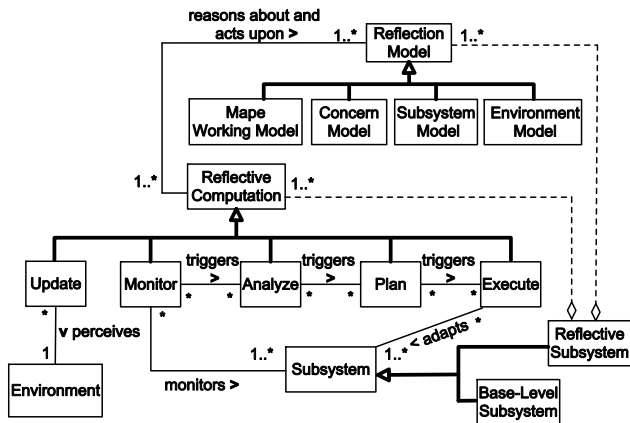 reasons about and
acts upon >
1..*
Reflection
Model
1..*
Mape
Working Model
Concern
Model
Subsystem
Model
Environment
Model
1..*
Reflective
Computation
1..*
Update
Monitor
triggers
>
Analyze
triggers
>
Plan
triggers
>
Execute
*
*
*
*
*
*
*
*
*
v perceives
1
Environment
monitors >
1..*
Subsystem
1..*
< adapts
Reflective
Subsystem
Base-Level
Subsystem